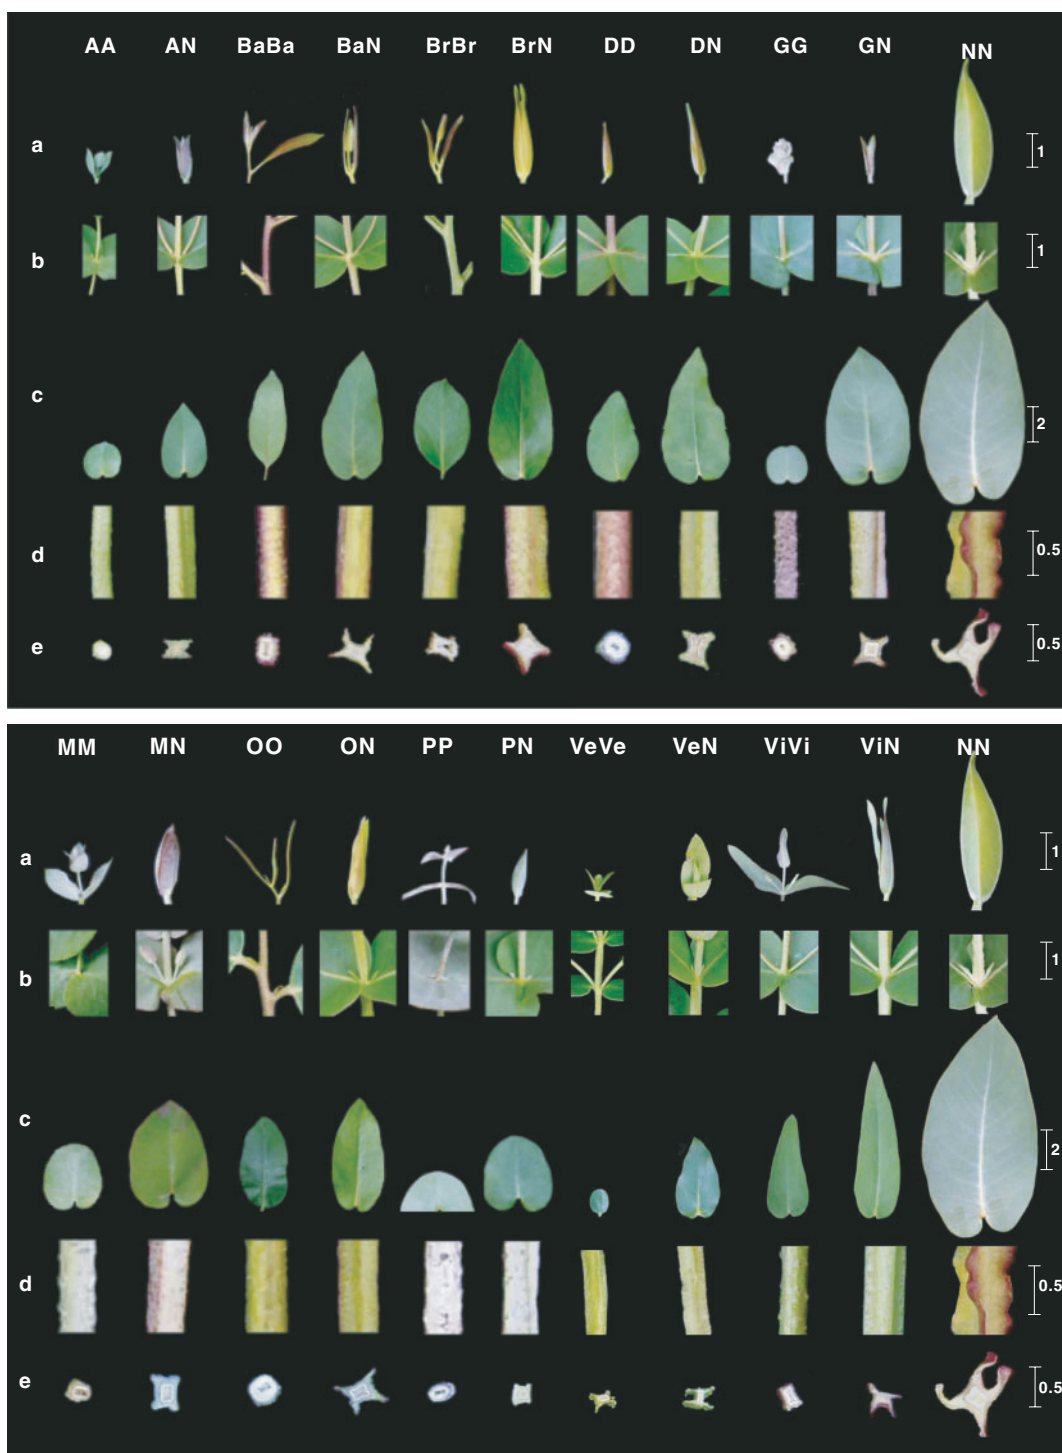 AA AN BaBa BaN BrBr BrN DD DN GG GN NN
a 1
b 1
c 2
d 0.5
e 0.5
MM MN OO ON PP PN VeVe VeN ViVi ViN NN
a 1
b 1
c 2
d 0.5
e 0.5